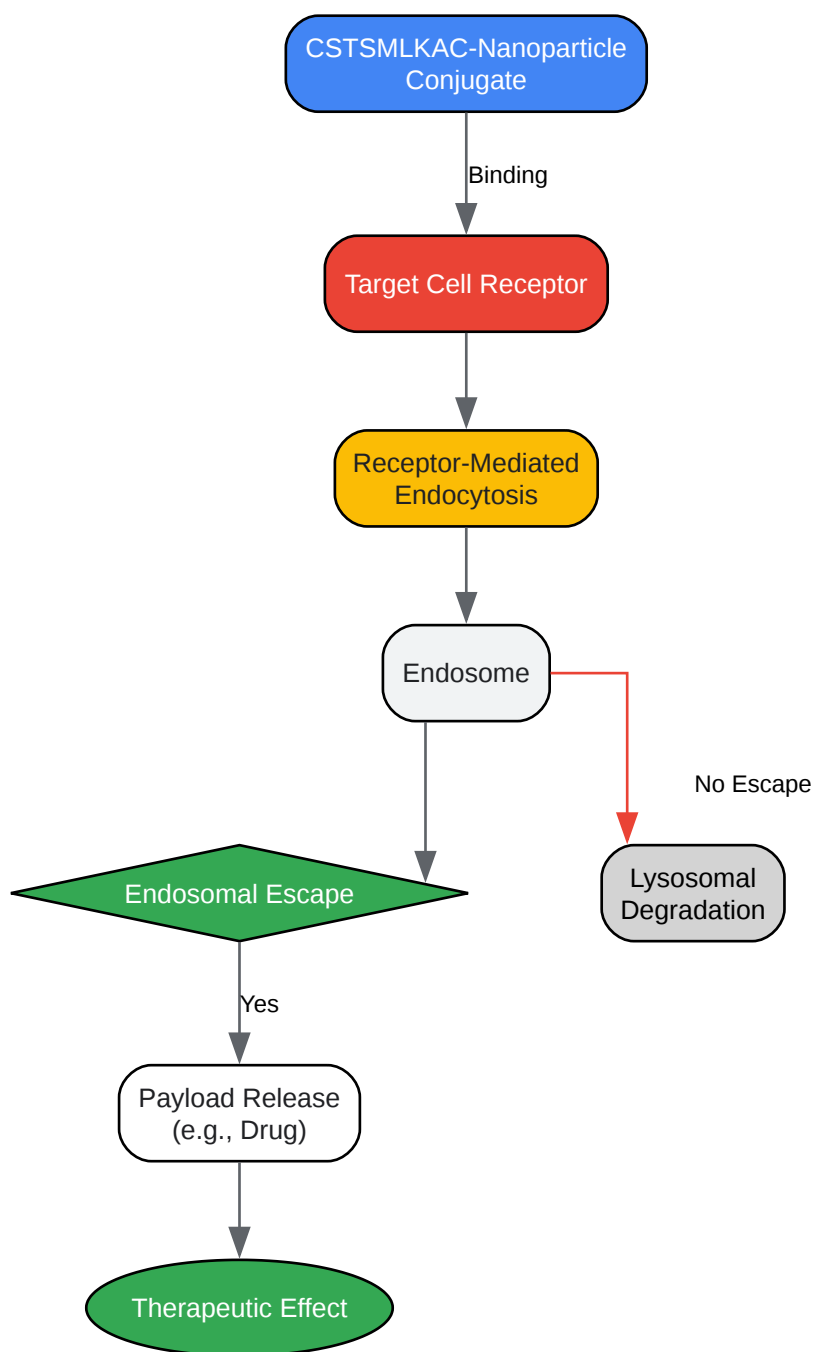 CSTSMLKAC-Nanoparticle
Conjugate
Binding
Target Cell Receptor
Receptor-Mediated
Endocytosis
Endosome
No Escape
Endosomal Escape
Lysosomal
Degradation
Yes
Payload Release
(e.g., Drug)
Therapeutic Effect